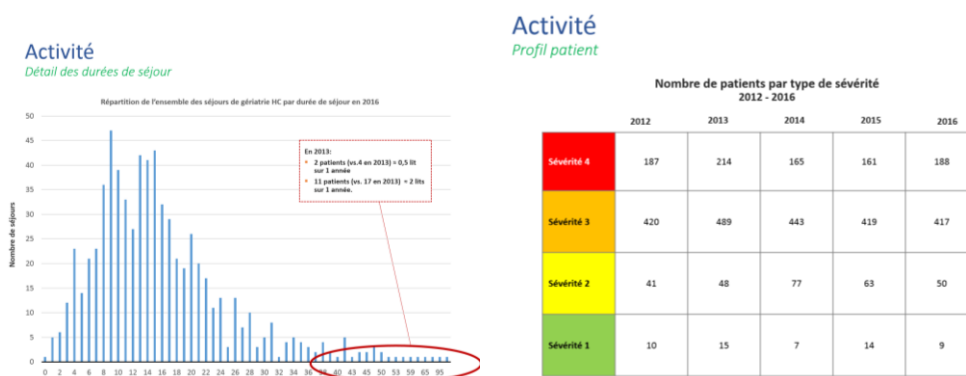 Activité
Détail des durées de séjour
Répartition de l'ensemble des séjours de gériatrie HC par durée de séjour en 2016
Nombre de séjours
50
45
40
35
30
25
20
15
10
5
0
0 2 4 6 8 10 12 14 16 18 20 22 24 26 28 30 32 34 36 38 40 43 45 50 53 59 65 95
En 2013:
• 2 patients (vs.4 en 2013) = 0,5 lit
sur 1 année
• 11 patients (vs. 17 en 2013) = 2 lits
sur 1 année.
Activité
Profil patient
Nombre de patients par type de sévérité
2012 - 2016
2012 2013 2014 2015 2016
Sévérité 4 187 214 165 161 188
Sévérité 3 420 489 443 419 417
Sévérité 2 41 48 77 63 50
Sévérité 1 10 15 7 14 9